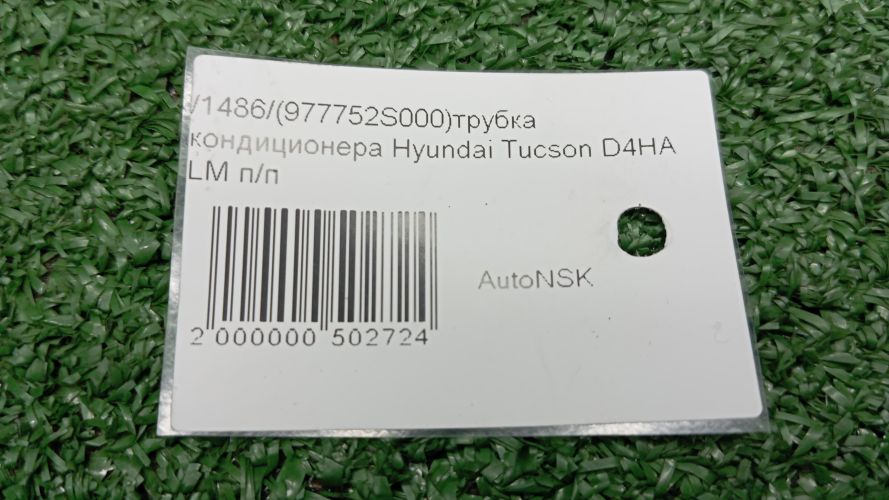 /1486/(977752S000)трубка
кондиционера Hyundai Tucson D4HA
LM п/п
AutoNSK
2 000000 502724